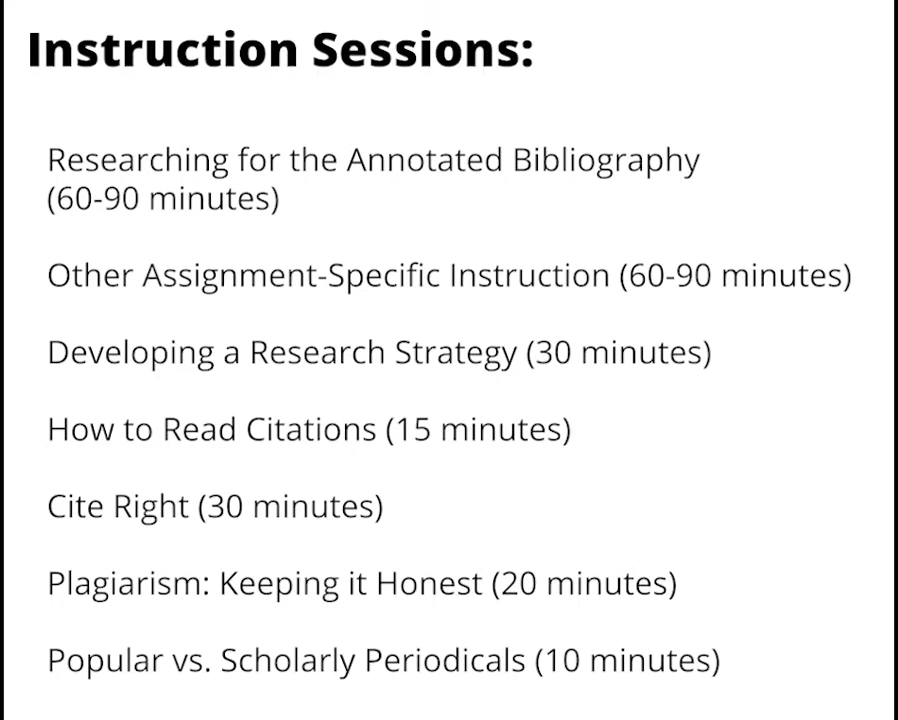 Instruction Sessions:
Researching for the Annotated Bibliography
(60-90 minutes)
Other Assignment-Specific Instruction (60-90 minutes)
Developing a Research Strategy (30 minutes)
How to Read Citations (15 minutes)
Cite Right (30 minutes)
Plagiarism: Keeping it Honest (20 minutes)
Popular vs. Scholarly Periodicals (10 minutes)